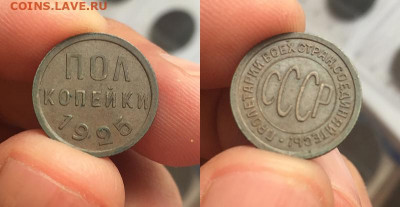 COINS.LAVE.RU
ПОЛ
КОПЕЙКИ
1925
ПРОЛЕТАРИИ ВСЕХ СТРАН, СОЕДИНЯЙТЕСЬ!
СССР